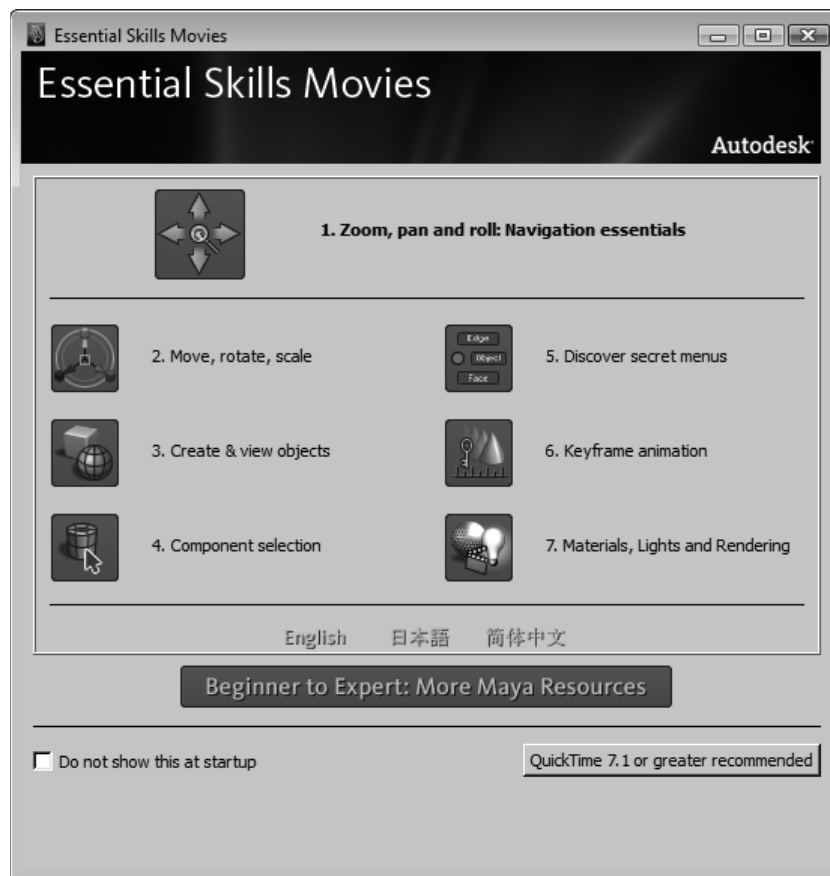 Essential Skills Movies
Essential Skills Movies
Autodesk
1. Zoom, pan and roll: Navigation essentials
2. Move, rotate, scale
3. Create & view objects
4. Component selection
Edge
Object
Face
5. Discover secret menus
6. Keyframe animation
7. Materials, Lights and Rendering
English 日本語 简体中文
Beginner to Expert: More Maya Resources
Do not show this at startup
QuickTime 7.1 or greater recommended